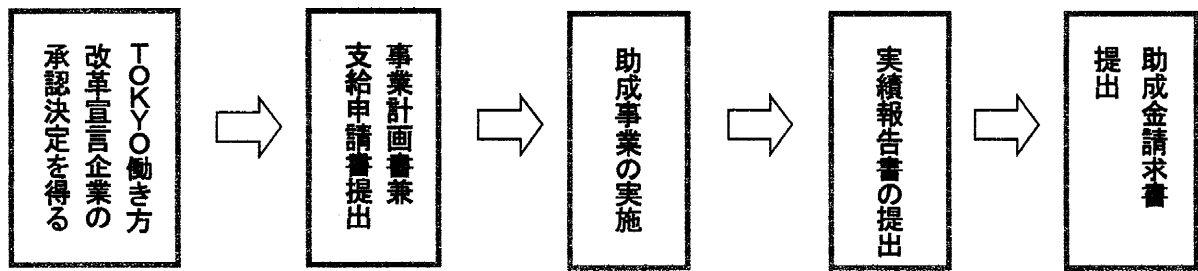 TOKYO働き方
改革宣言企業の
承認決定を得る
事業計画書兼
支給申請書提出
助成事業の実施
実績報告書の提出
助成金請求書
提出